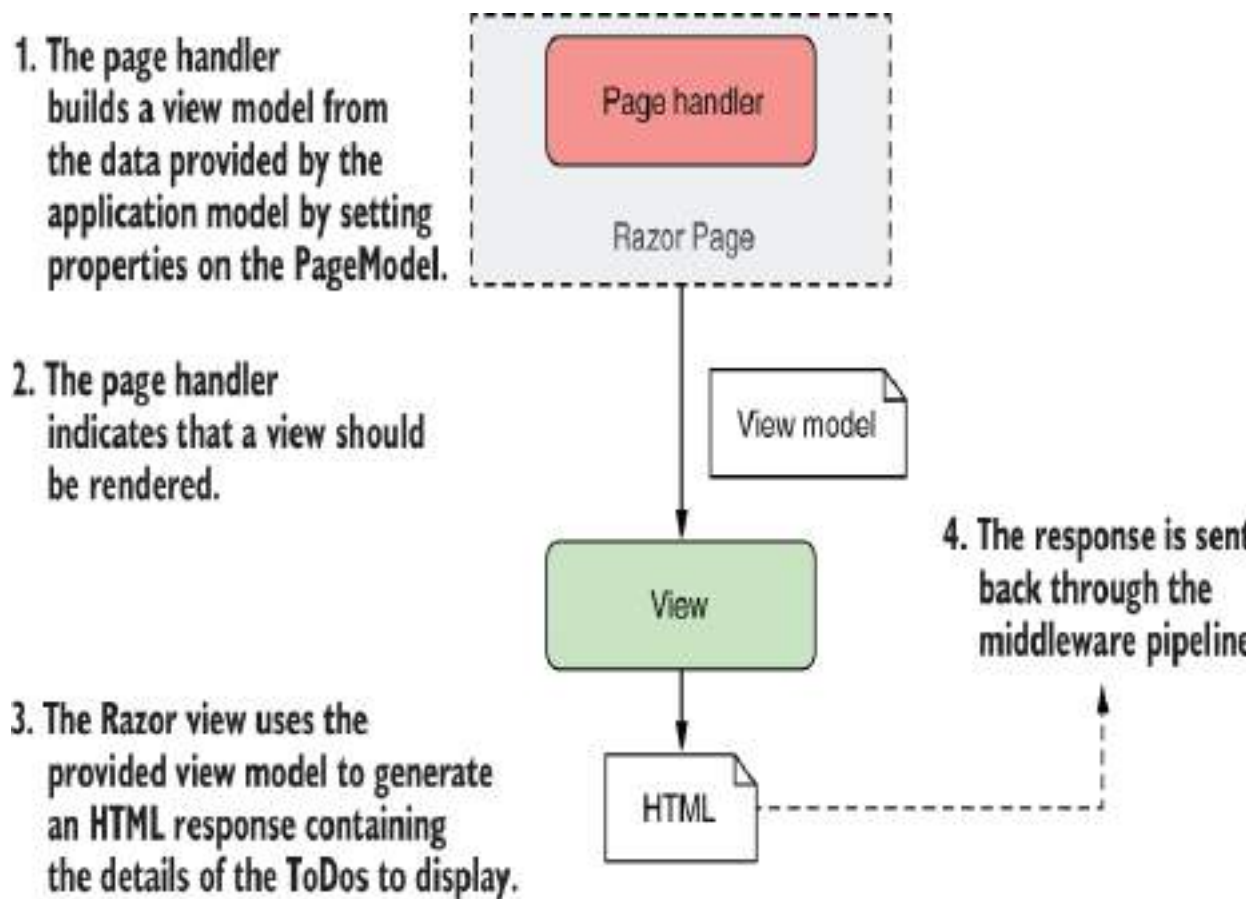 1. The page handler
builds a view model from
the data provided by the
application model by setting
properties on the PageModel.
Page handler
Razor Page
2. The page handler
indicates that a view should
be rendered.
View model
View
3. The Razor view uses the
provided view model to generate
an HTML response containing
the details of the ToDos to display.
HTML
4. The response is sent
back through the
middleware pipeline